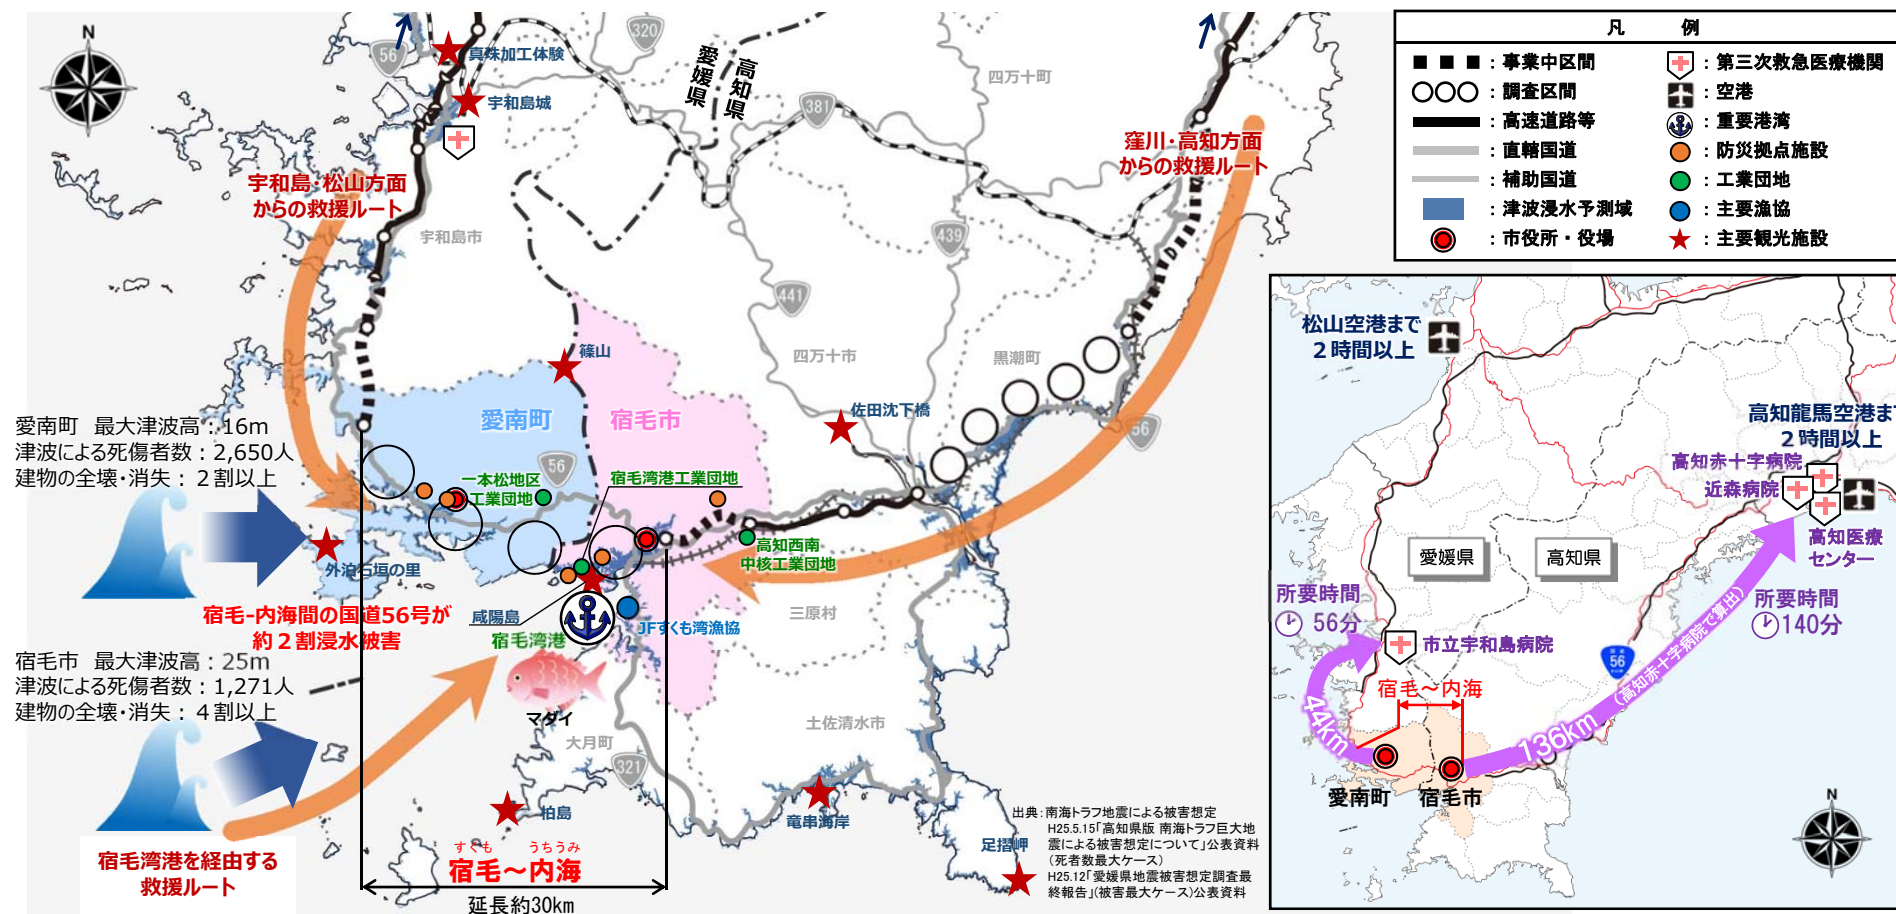 N
56
320
真珠加工体験
宇和島城
愛媛県
高知県
四万十町
381
窪川・高知方面
からの救援ルート
宇和島・松山方面
からの救援ルート
宇和島市
439
441
篠山
四万十市
黒潮町
佐田沈下橋
56
愛南町
宿毛市
愛南町 最大津波高：16m
津波による死傷者数：2,650人
建物の全壊・消失：２割以上
一本松地区
工業団地
56
宿毛湾港工業団地
高知西南
中核工業団地
外泊石垣の里
宿毛-内海間の国道56号が
約２割浸水被害
咸陽島
宿毛湾港
JFすくも湾漁協
三原村
宿毛市 最大津波高：25m
津波による死傷者数：1,271人
建物の全壊・消失：４割以上
マダイ
大月町
土佐清水市
321
柏島
竜串海岸
足摺岬
宿毛湾港を経由する
救援ルート
すくも うちうみ
宿毛～内海
延長約30km
出典：南海トラフ地震による被害想定
H25.5.15「高知県版 南海トラフ巨大地
震による被害想定について」公表資料
（死者数最大ケース）
H25.12「愛媛県地震被害想定調査最
終報告」（被害最大ケース）公表資料
凡 例
：事業中区間
：調査区間
：高速道路等
：直轄国道
：補助国道
：津波浸水予測域
：市役所・役場
：第三次救急医療機関
：空港
：重要港湾
：防災拠点施設
：工業団地
：主要漁協
：主要観光施設
松山空港まで
２時間以上
高知龍馬空港まで
２時間以上
高知赤十字病院
近森病院
高知医療
センター
愛媛県
高知県
所要時間
56分
所要時間
140分
市立宇和島病院
56
宿毛～内海
44km
136km
（高知赤十字病院で算出）
愛南町
宿毛市
N